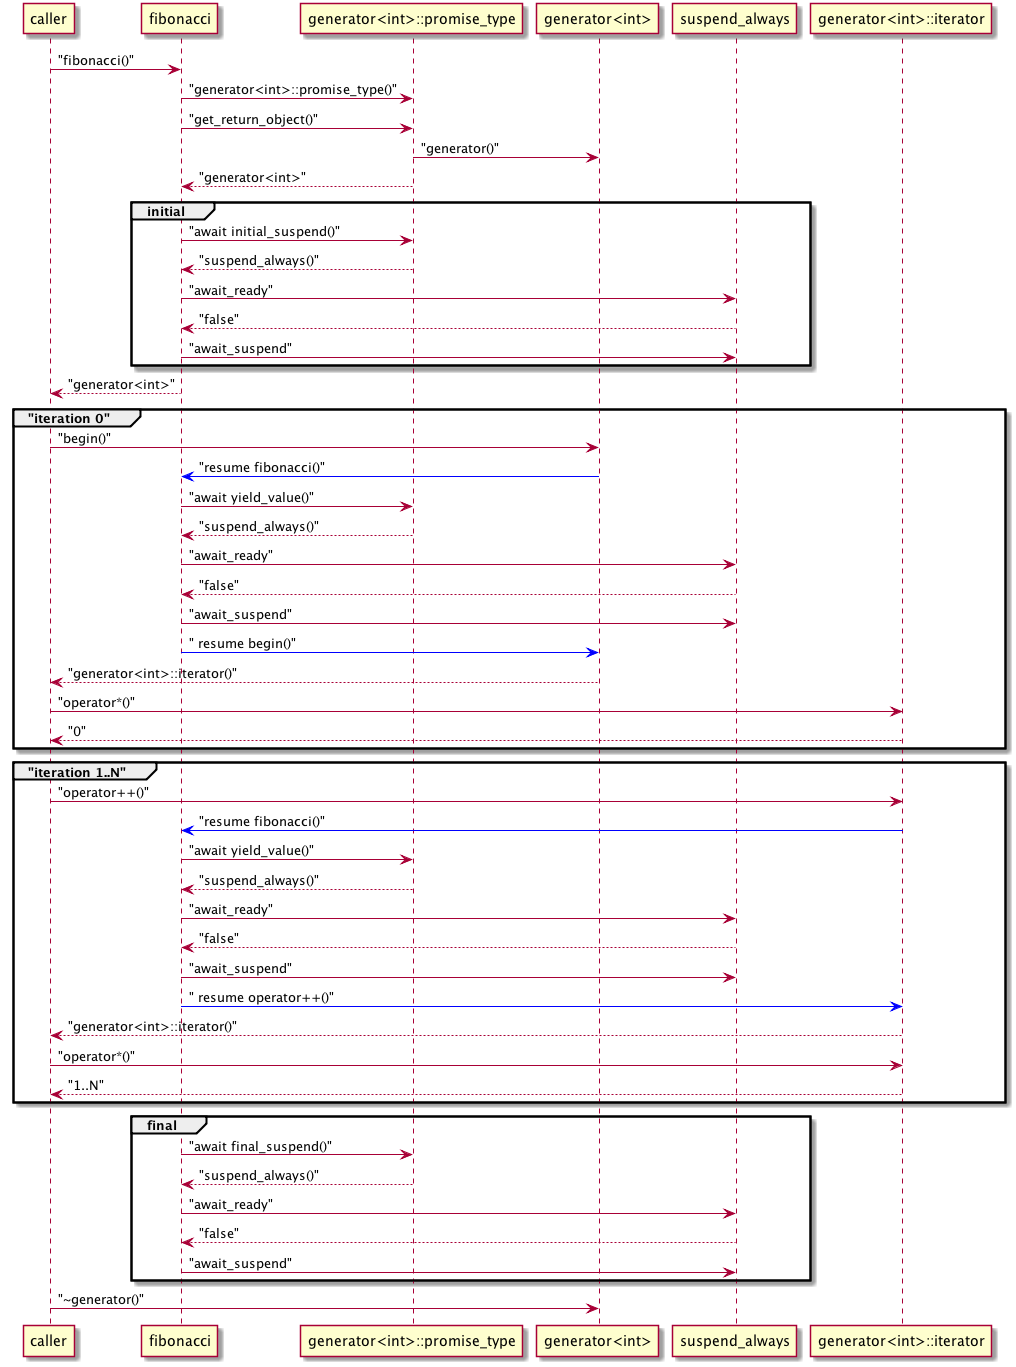 caller fibonacci generator<int>::promise_type generator<int> suspend_always generator<int>::iterator
"fibonacci()"
"generator<int>::promise_type()"
"get_return_object()"
"generator()"
"generator<int>"
initial
"await initial_suspend()"
"suspend_always()"
"await_ready"
"false"
"await_suspend"
"generator<int>"
"iteration 0"
"begin()"
"resume fibonacci()"
"await yield_value()"
"suspend_always()"
"await_ready"
"false"
"await_suspend"
" resume begin()"
"generator<int>::iterator()"
"operator*()"
"0"
"iteration 1..N"
"operator++()"
"resume fibonacci()"
"await yield_value()"
"suspend_always()"
"await_ready"
"false"
"await_suspend"
" resume operator++()"
"generator<int>::iterator()"
"operator*()"
"1..N"
final
"await final_suspend()"
"suspend_always()"
"await_ready"
"false"
"await_suspend"
"~generator()"
caller fibonacci generator<int>::promise_type generator<int> suspend_always generator<int>::iterator